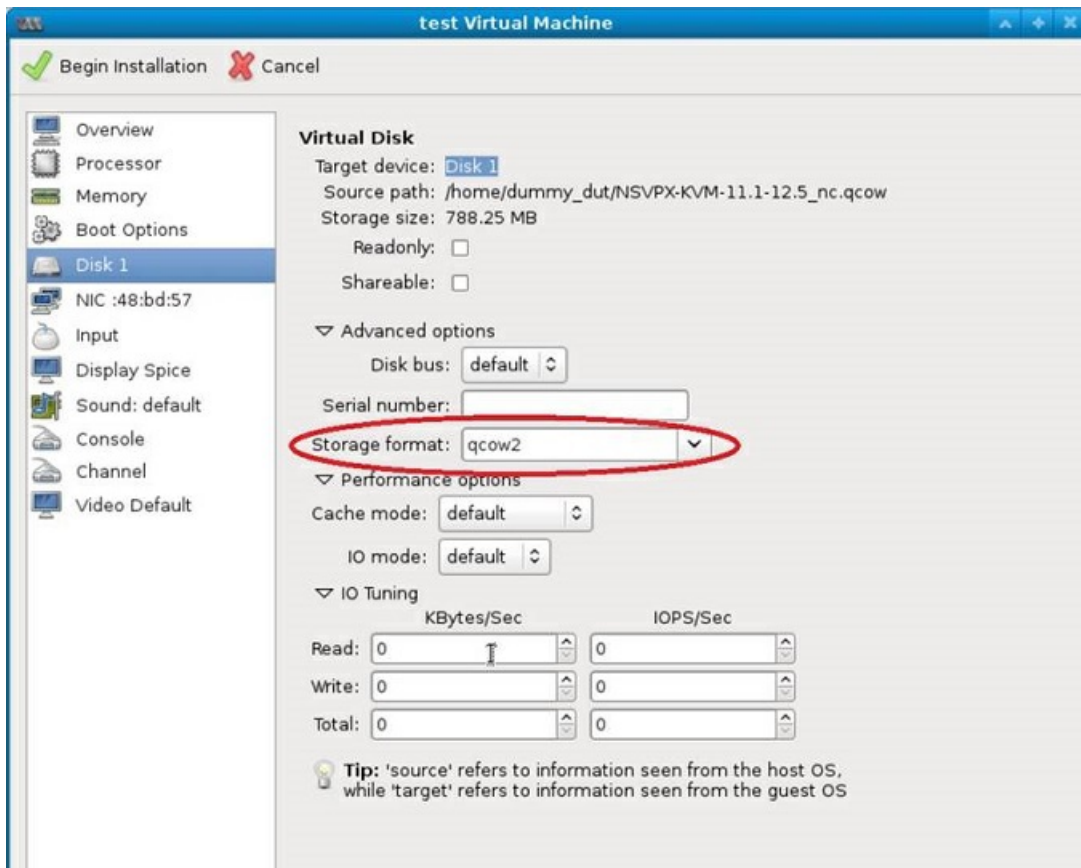 test Virtual Machine
Begin Installation Cancel
Overview
Processor
Memory
Boot Options
Disk 1
NIC :48:bd:57
Input
Display Spice
Sound: default
Console
Channel
Video Default
Virtual Disk
Target device: Disk 1
Source path: /home/dummy_dut/NSVPX-KVM-11.1-12.5_nc.qcow
Storage size: 788.25 MB
Readonly:
Shareable:
Advanced options
Disk bus: default
Serial number:
Storage format: qcow2
Performance options
Cache mode: default
IO mode: default
IO Tuning
KBytes/Sec IOPS/Sec
Read: 0 0
Write: 0 0
Total: 0 0
Tip: 'source' refers to information seen from the host OS,
while 'target' refers to information seen from the guest OS